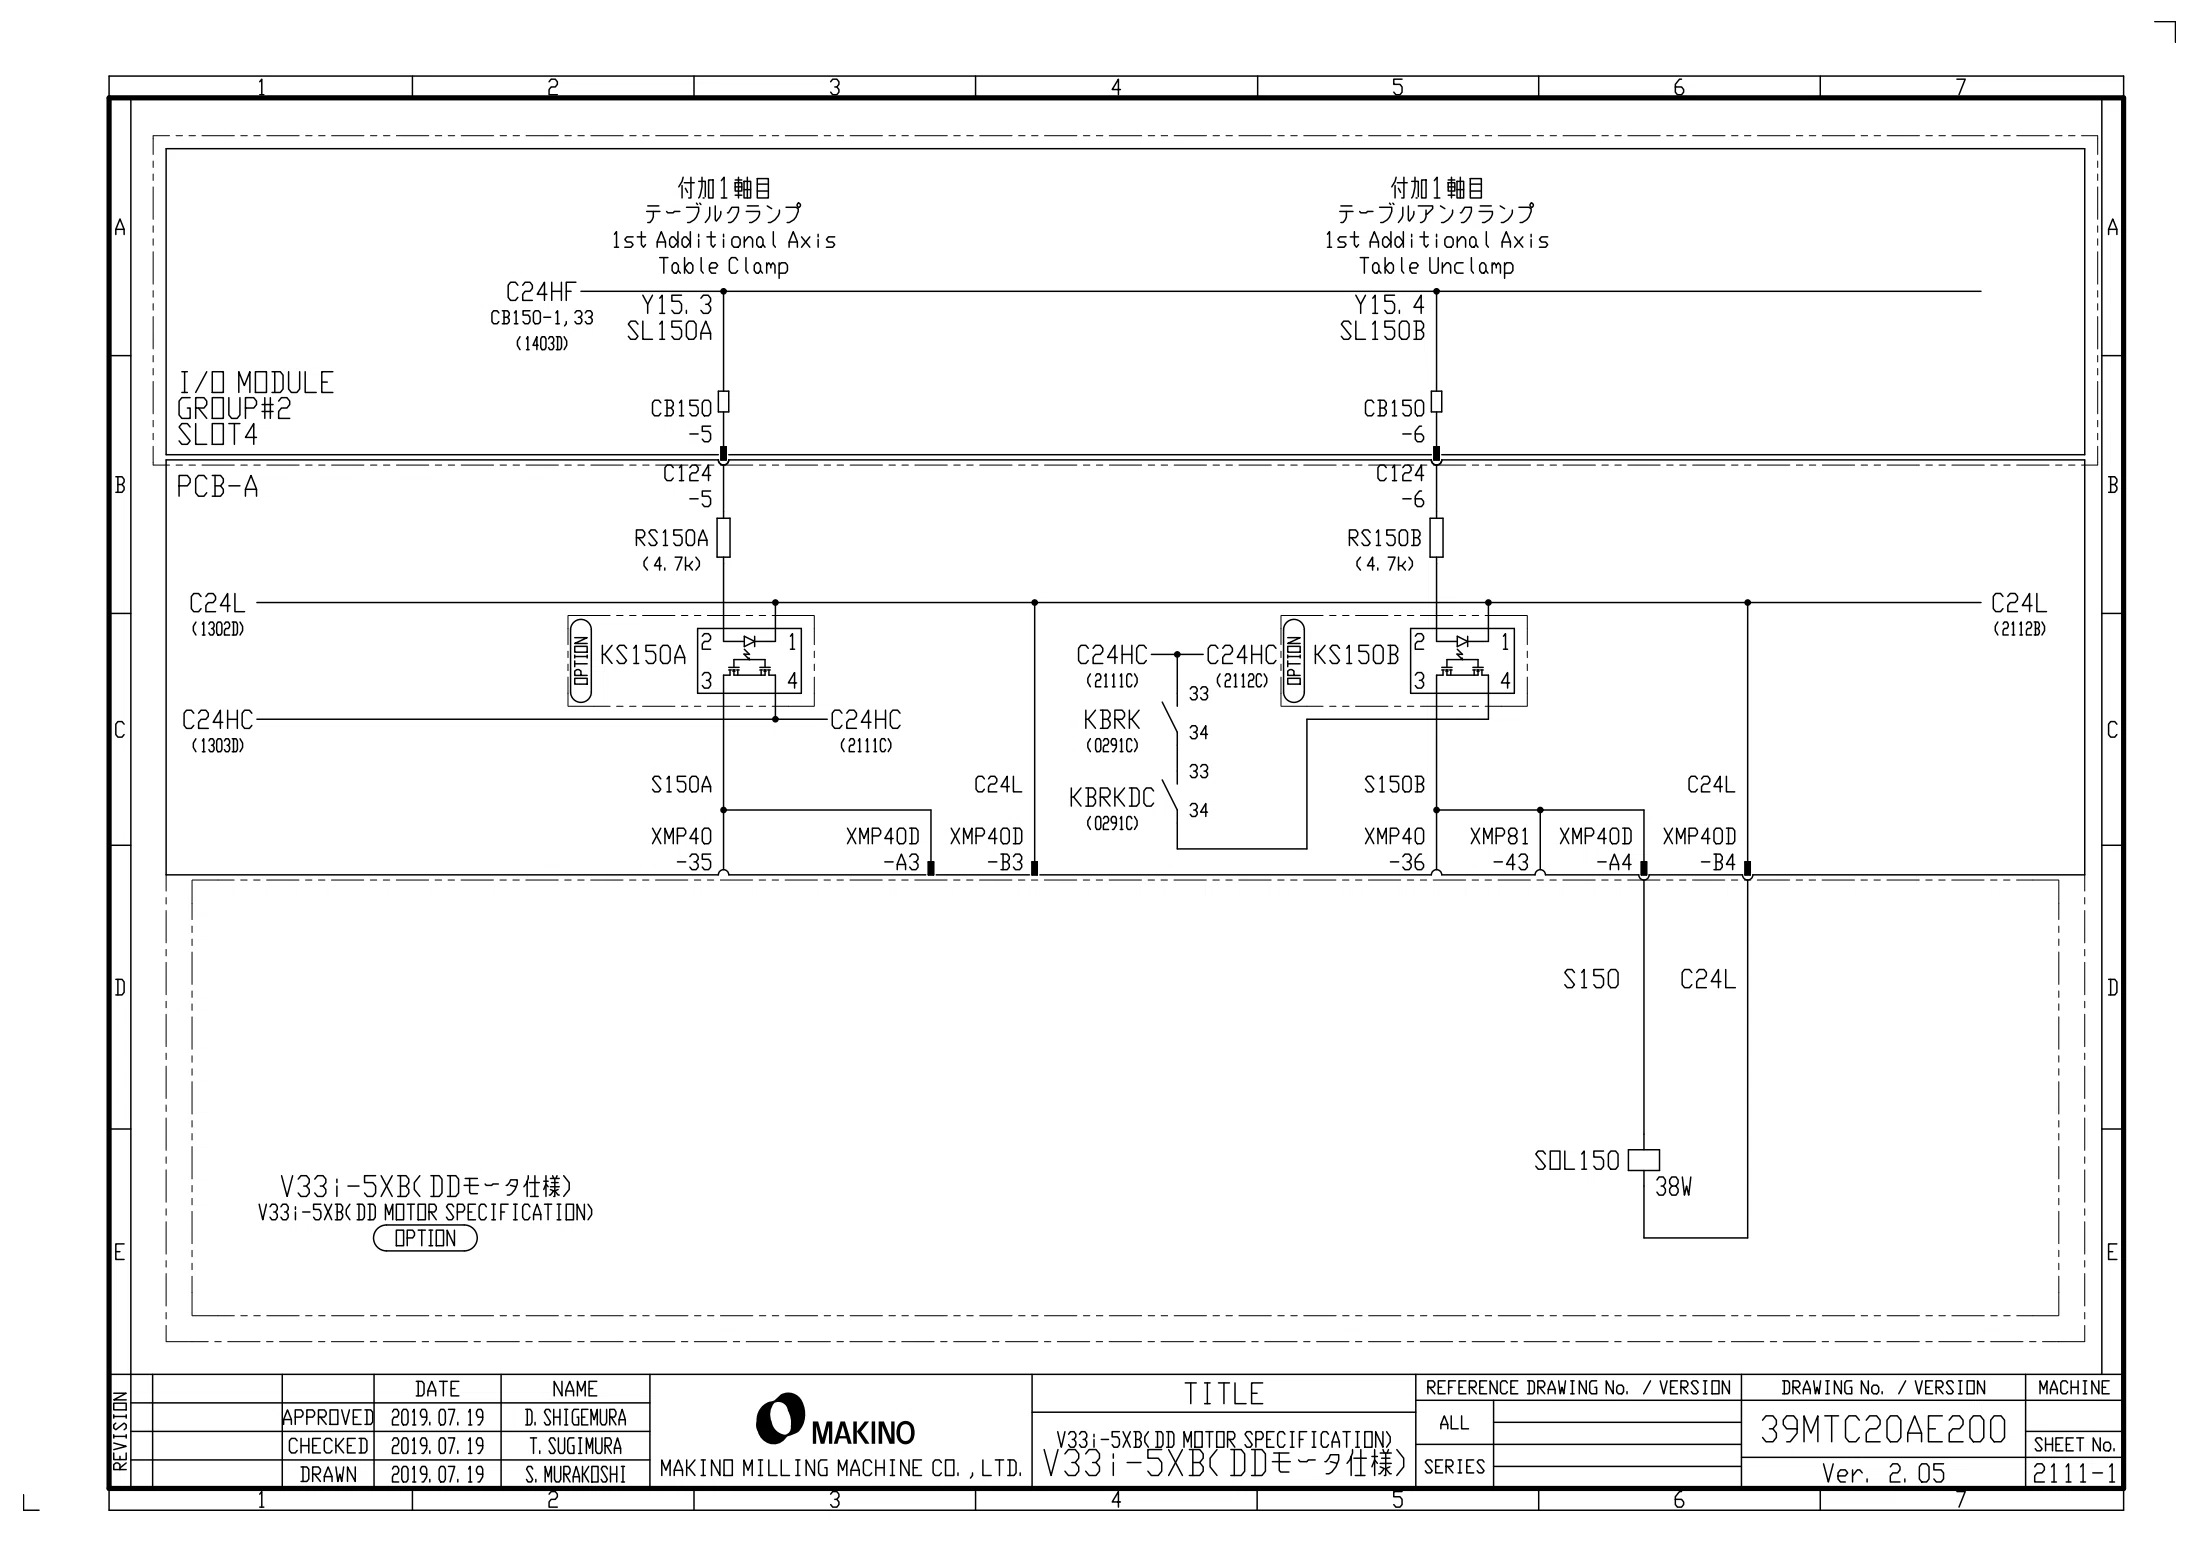 1 2 3 4 5 6 7
A A
付加1軸目
テーブルクランプ
1st Additional Axis
Table Clamp
付加1軸目
テーブルアンクランプ
1st Additional Axis
Table Unclamp
C24HF
CB150-1,33
(1403D)
Y15.3
SL150A
Y15.4
SL150B
I/O MODULE
GROUP#2
SLOT4
CB150
-5
CB150
-6
B B
PCB-A
C124
-5
C124
-6
RS150A
(4.7k)
RS150B
(4.7k)
C24L
(1302D)
C24L
(2112B)
OPTION
KS150A
2 1
3 4
C24HC
(2111C)
C24HC
(2112C)
OPTION
KS150B
2 1
3 4
C C
C24HC
(1303D)
C24HC
(2111C)
33
KBRK
(0291C)
34
33
KBRKDC
(0291C)
34
S150A
C24L
S150B
C24L
XMP40
-35
XMP40D
-A3
XMP40D
-B3
XMP40
-36
XMP81
-43
XMP40D
-A4
XMP40D
-B4
D D
S150
C24L
SOL150
38W
V33i-5XB(DDモータ仕様)
V33i-5XB(DD MOTOR SPECIFICATION)
OPTION
E E
REVISION
DATE NAME
APPROVED 2019.07.19 D. SHIGEMURA
CHECKED 2019.07.19 T. SUGIMURA
DRAWN 2019.07.19 S. MURAKOSHI
MAKINO
MAKINO MILLING MACHINE CO.,LTD.
TITLE
V33i-5XB(DD MOTOR SPECIFICATION)
V33i-5XB(DDモータ仕様)
REFERENCE DRAWING No. / VERSION
ALL
SERIES
DRAWING No. / VERSION
39MTC20AE200
Ver. 2.05
MACHINE
SHEET No.
2111-1
1 2 3 4 5 6 7